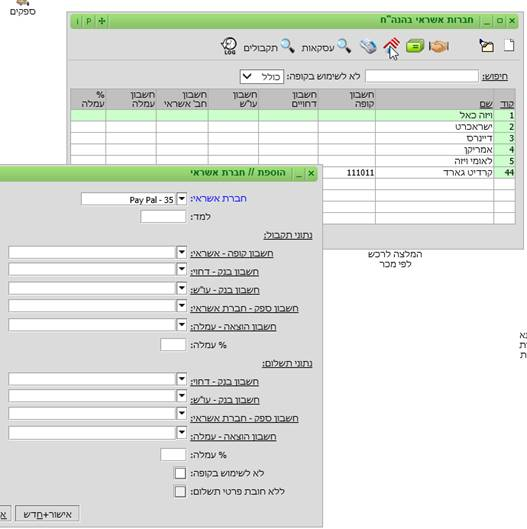 ספקים
חברות אשראי בהנה"ח
i p
עסקאות
תקבולים
LOG
חיפוש:
לא לשימוש בקופה: כולל
קוד שם חשבון קופה חשבון דחויים חשבון עו"ש חשבון חב' אשראי חשבון עמלה % עמלה
1 ויזה כאל
2 ישראכרט
3 דיינרס
4 אמריקן
5 לאומי ויזה
44 קרדיט גארד 111011
הוספת // חברת אשראי
חברת אשראי: Pay Pal - 35
למד:
נתוני תקבול:
חשבון קופה - אשראי:
חשבון בנק - דחוי:
חשבון בנק - עו"ש:
חשבון ספק - חברת אשראי:
חשבון הוצאה - עמלה:
% עמלה:
נתוני תשלום:
חשבון בנק - דחוי:
חשבון בנק - עו"ש:
חשבון ספק - חברת אשראי:
חשבון הוצאה - עמלה:
% עמלה:
לא לשימוש בקופה:
ללא חובת פרטי תשלום:
אישור+חדש
המלצה לרכש
לפי מכר